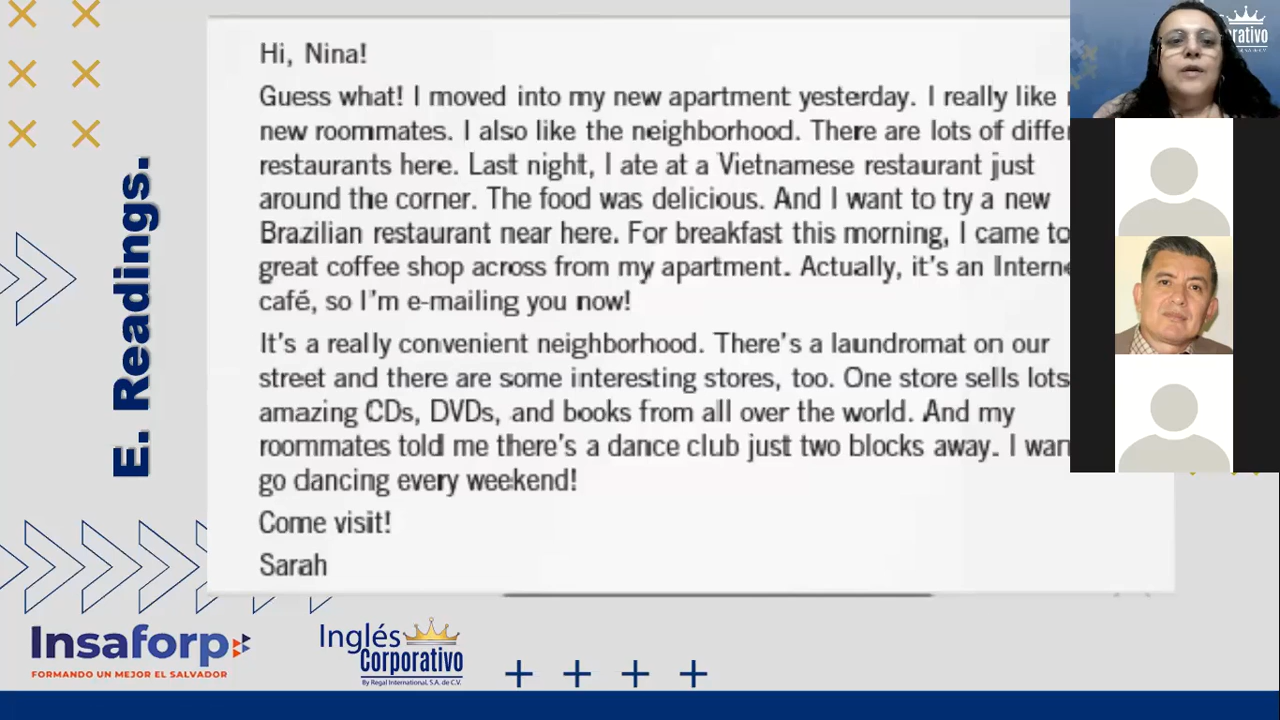 Hi, Nina!
Guess what! I moved into my new apartment yesterday. I really like
new roommates. I also like the neighborhood. There are lots of
restaurants here. Last night, I ate at a Vietnamese restaurant just
around the corner. The food was delicious. And I want to try a new
Brazilian restaurant near here. For breakfast this morning, I came to
great coffee shop across from my apartment. Actually, it's an
café, so I'm e-mailing you now!
It's a really convenient neighborhood. There's a laundromat on our
street and there are some interesting stores, too. One store sells lots
amazing CDs, DVDs, and books from all over the world. And my
roommates told me there's a dance club just two blocks away. I
go dancing every weekend!
Come visit!
Sarah
E. Readings.
Insaforp
FORMANDO UN MEJOR EL SALVADOR
Inglés
Corporativo
By Regal International, S.A. de C.V.